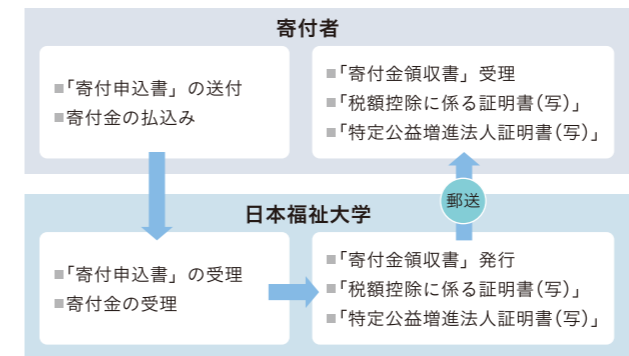 寄付者
■「寄付申込書」の送付
■寄付金の払込み
■「寄付金領収書」受理
■「税額控除に係る証明書(写)」
■「特定公益増進法人証明書(写)」
郵送
日本福祉大学
■「寄付申込書」の受理
■寄付金の受理
■「寄付金領収書」発行
■「税額控除に係る証明書(写)」
■「特定公益増進法人証明書(写)」